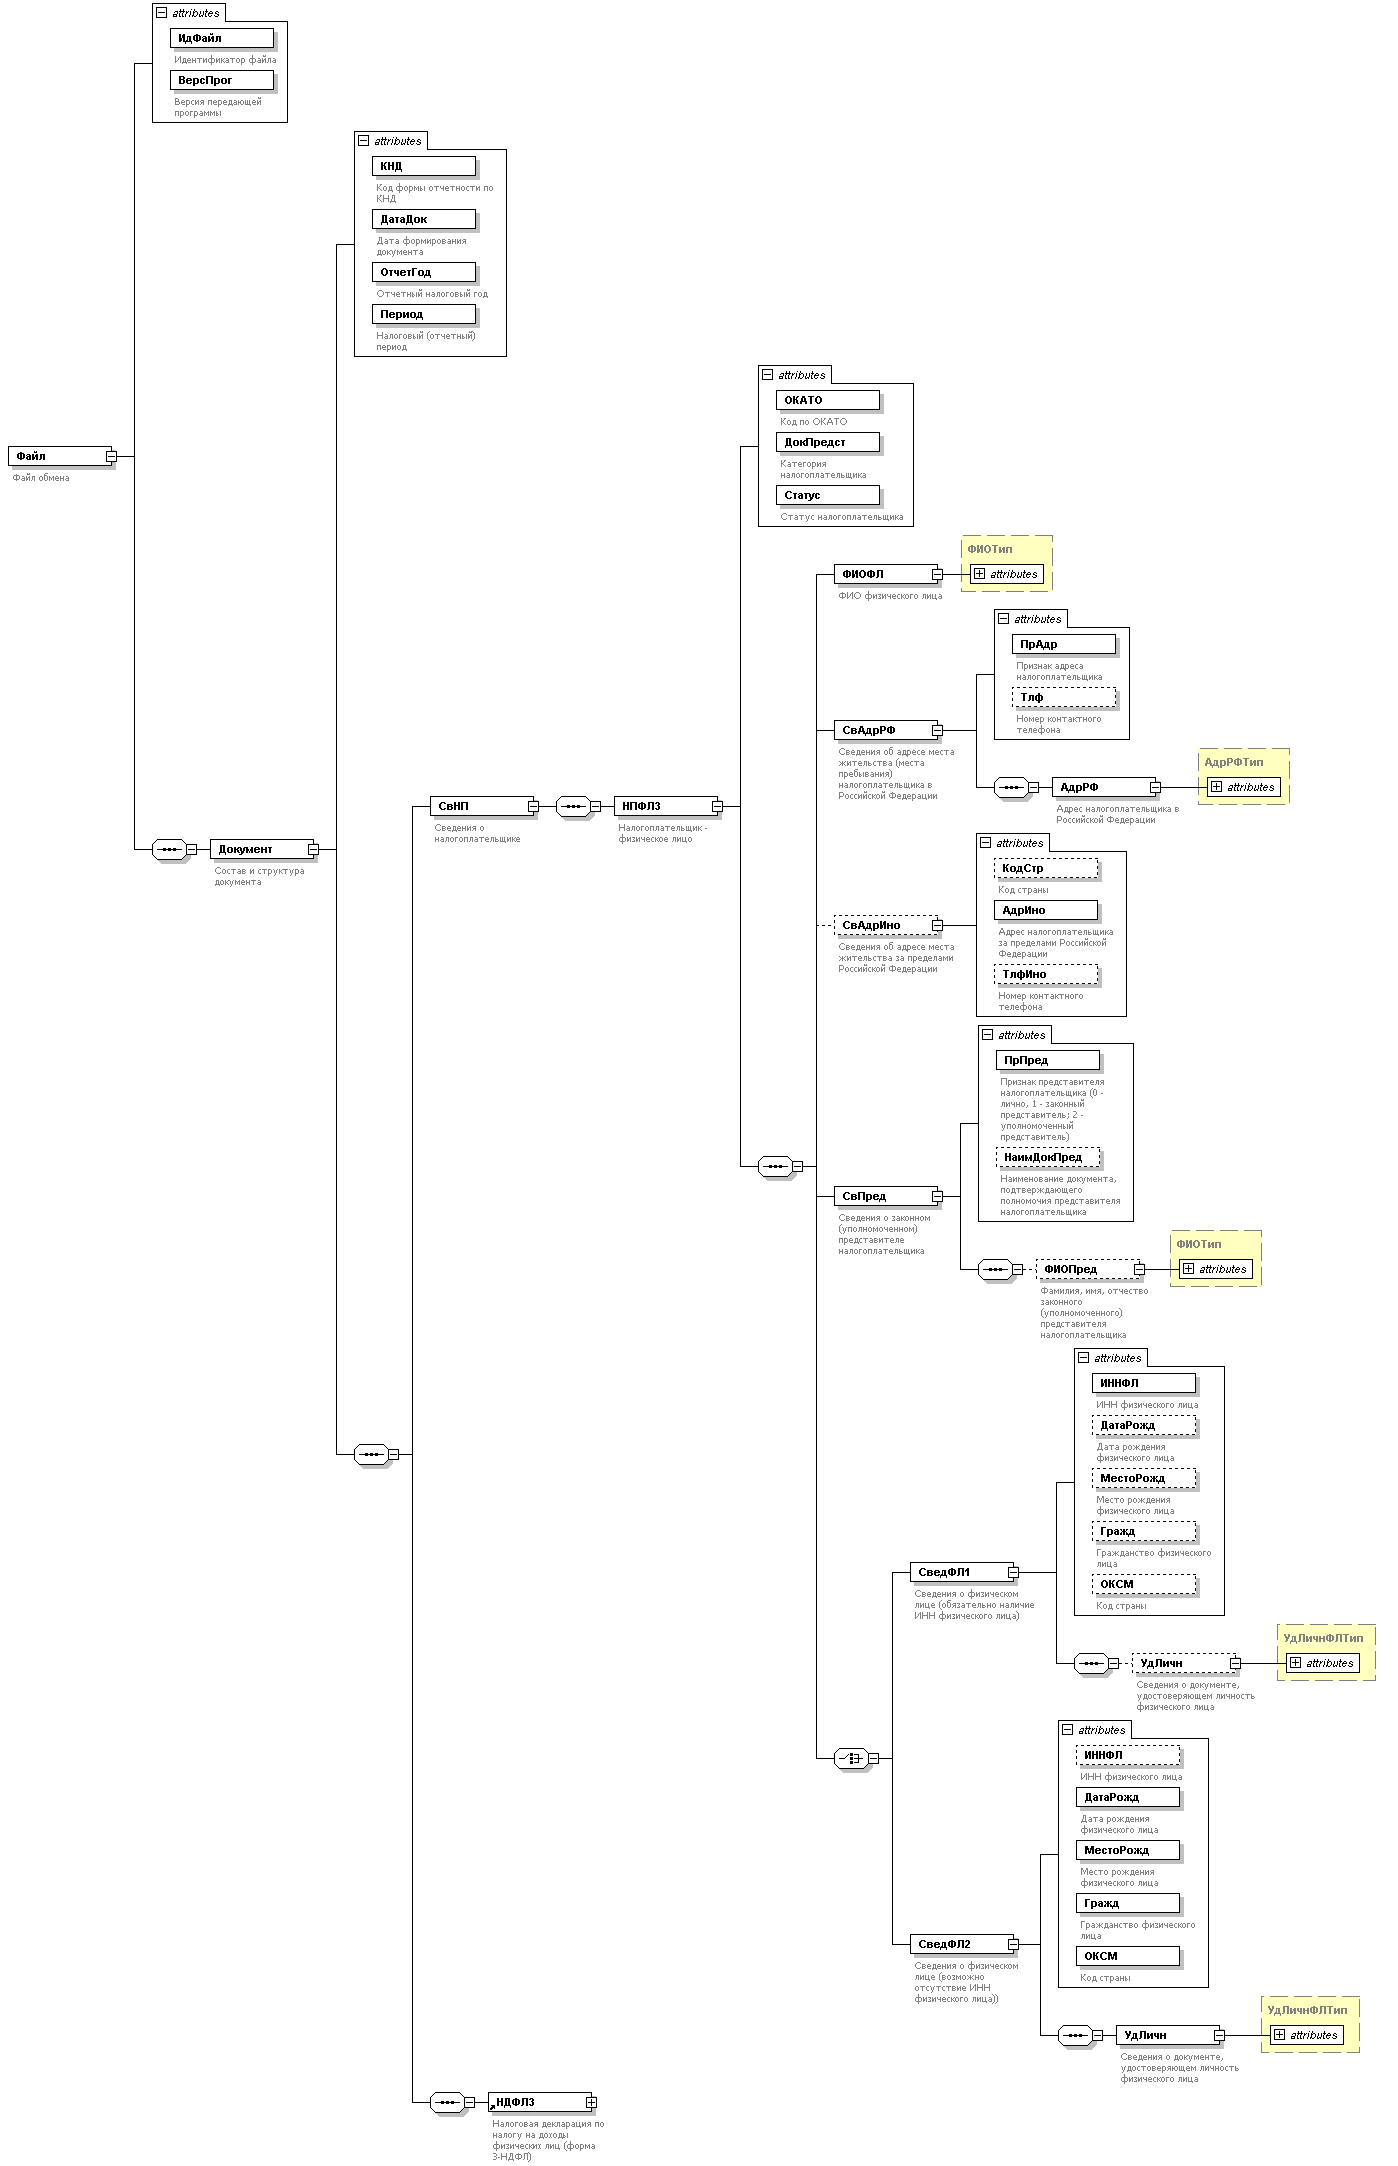 attributes
ИдФайл
Идентификатор файла
ВерсПрог
Версия передающей
программы
attributes
КНД
Код формы отчетности по
КНД
ДатаДок
Дата формирования
документа
ОтчетГод
Отчетный налоговый год
Период
Налоговый (отчетный)
период
Файл
Файл обмена
Документ
Состав и структура
документа
СвНП
Сведения о
налогоплательщике
НПФЛ3
Налогоплательщик -
физическое лицо
attributes
ОКАТО
Код по ОКАТО
ДокПредст
Категория
налогоплательщика
Статус
Статус налогоплательщика
ФИОФЛ
ФИО физического лица
ФИОТип
attributes
СвАдрРФ
Сведения об адресе места
жительства (места
пребывания)
налогоплательщика в
Российской Федерации
attributes
ПрАдр
Признак адреса
налогоплательщика
Тлф
Номер контактного
телефона
АдрРФ
Адрес налогоплательщика в
Российской Федерации
АдрРФТип
attributes
СвАдрИно
Сведения об адресе места
жительства за пределами
Российской Федерации
attributes
КодСтр
Код страны
АдрИно
Адрес налогоплательщика
за пределами Российской
Федерации
ТлфИно
Номер контактного
телефона
СвПред
Сведения о законном
(уполномоченном)
представителе
налогоплательщика
attributes
ПрПред
Признак представителя
налогоплательщика (0 -
лично, 1 - законный
представитель; 2 -
уполномоченный
представитель)
НаимДокПред
Наименование документа,
подтверждающего
полномочия представителя
налогоплательщика
ФИОПред
Фамилия, имя, отчество
законного
(уполномоченного)
представителя
налогоплательщика
ФИОТип
attributes
СведФЛ1
Сведения о физическом
лице (обязательно наличие
ИНН физического лица)
attributes
ИННФЛ
ИНН физического лица
ДатаРожд
Дата рождения
физического лица
МестоРожд
Место рождения
физического лица
Гражд
Гражданство физического
лица
ОКСМ
Код страны
УдЛичн
Сведения о документе,
удостоверяющем личность
физического лица
УдЛичнФЛТип
attributes
СведФЛ2
Сведения о физическом
лице (возможно
отсутствие ИНН
физического лица))
attributes
ИННФЛ
ИНН физического лица
ДатаРожд
Дата рождения
физического лица
МестоРожд
Место рождения
физического лица
Гражд
Гражданство физического
лица
ОКСМ
Код страны
УдЛичн
Сведения о документе,
удостоверяющем личность
физического лица
УдЛичнФЛТип
attributes
НДФЛ3
Налоговая декларация по
налогу на доходы
физических лиц (форма
3-НДФЛ)